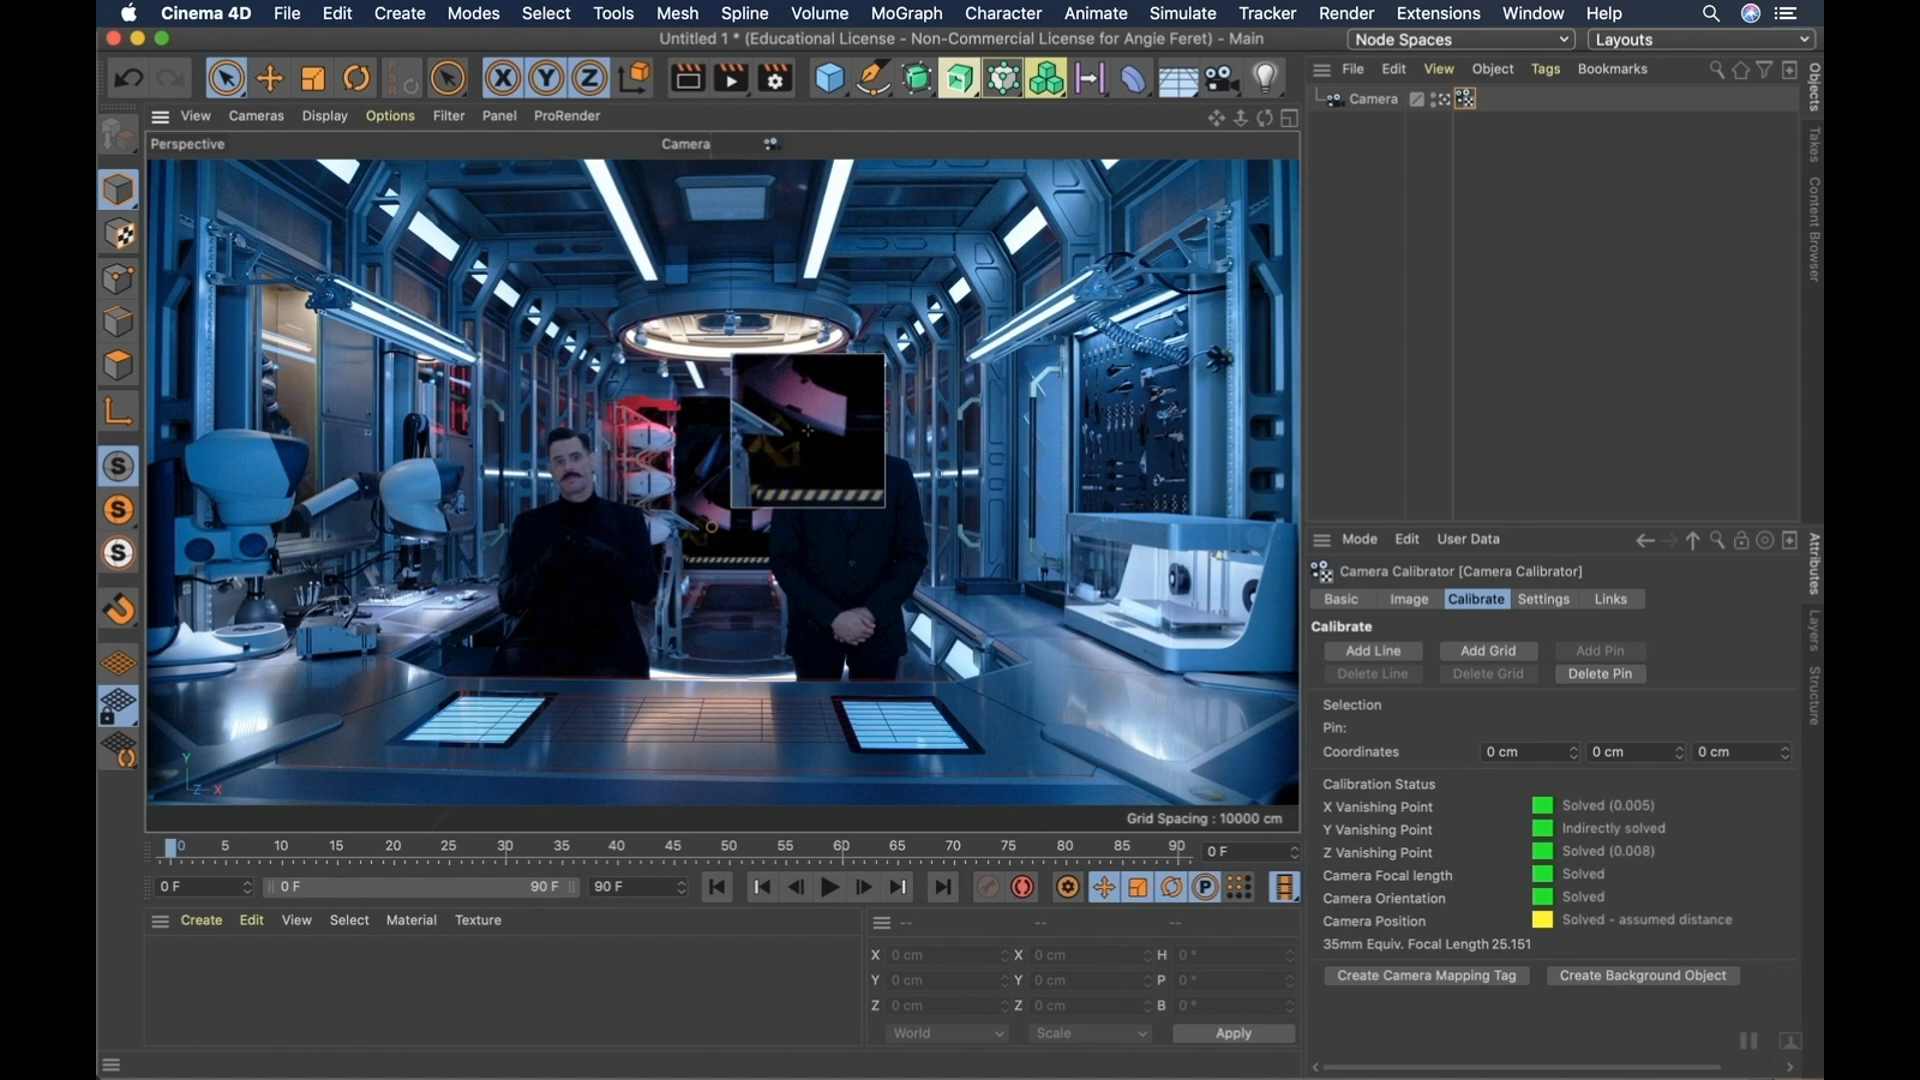 Cinema 4D File Edit Create Modes Select Tools Mesh Spline Volume MoGraph Character Animate Simulate Tracker Render Extensions Window Help
Untitled 1 * (Educational License - Non-Commercial License for Angie Feret) - Main
Node Spaces
Layouts
X Y Z
PSR
View Cameras Display Options Filter Panel ProRender
File Edit View Object Tags Bookmarks
Perspective
Camera
Camera
Objects
Takes
Content Browser
S
S
S
Y
Z X
Grid Spacing : 10000 cm
Mode Edit User Data
Camera Calibrator [Camera Calibrator]
Basic Image Calibrate Settings Links
Calibrate
Add Line Add Grid Add Pin
Delete Line Delete Grid Delete Pin
Selection
Pin:
Coordinates 0 cm 0 cm 0 cm
Calibration Status
X Vanishing Point Solved (0.005)
Y Vanishing Point Indirectly solved
Z Vanishing Point Solved (0.008)
Camera Focal length Solved
Camera Orientation Solved
Camera Position Solved - assumed distance
35mm Equiv. Focal Length 25.151
Create Camera Mapping Tag Create Background Object
Attributes
Layers
Structure
0 5 10 15 20 25 30 35 40 45 50 55 60 65 70 75 80 85 90 0 F
0 F 0 F 90 F 90 F P
Create Edit View Select Material Texture
-- -- --
X 0 cm X 0 cm H 0 °
Y 0 cm Y 0 cm P 0 °
Z 0 cm Z 0 cm B 0 °
World Scale Apply